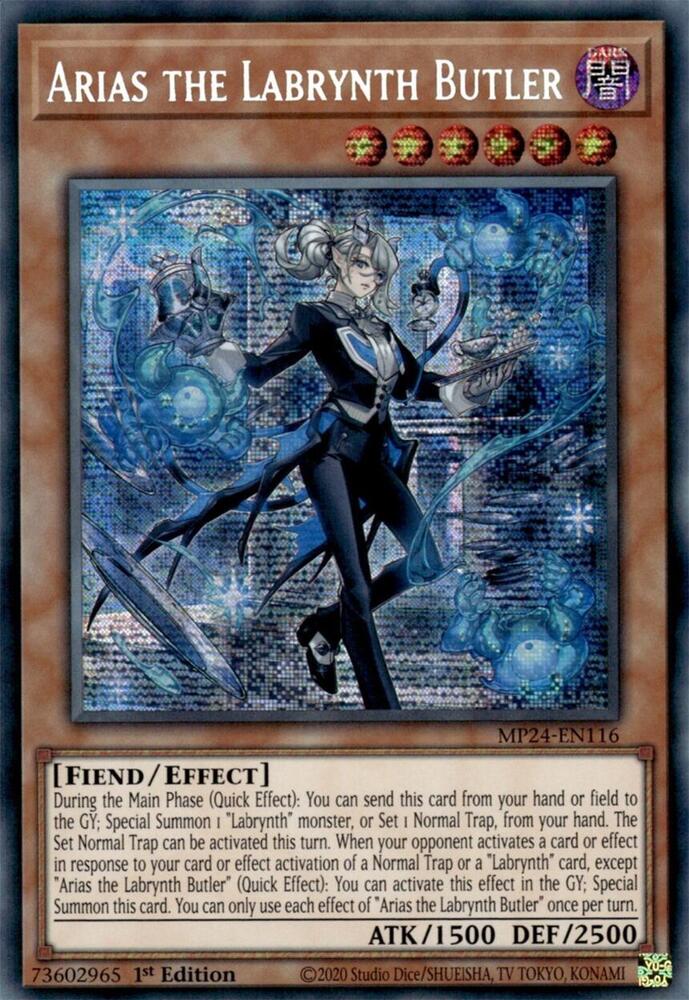 ARIAS THE LABRYNTH BUTLER
DARK
闇
MP24-EN116
[FIEND/EFFECT]
During the Main Phase (Quick Effect): You can send this card from your hand or field to
the GY; Special Summon 1 "Labrynth" monster, or Set 1 Normal Trap, from your hand. The
Set Normal Trap can be activated this turn. When your opponent activates a card or effect
in response to your card or effect activation of a Normal Trap or a "Labrynth" card, except
"Arias the Labrynth Butler" (Quick Effect): You can activate this effect in the GY; Special
Summon this card. You can only use each effect of "Arias the Labrynth Butler" once per turn.
ATK/1500 DEF/2500
73602965 1st Edition ©2020 Studio Dice/SHUEISHA, TV TOKYO, KONAMI